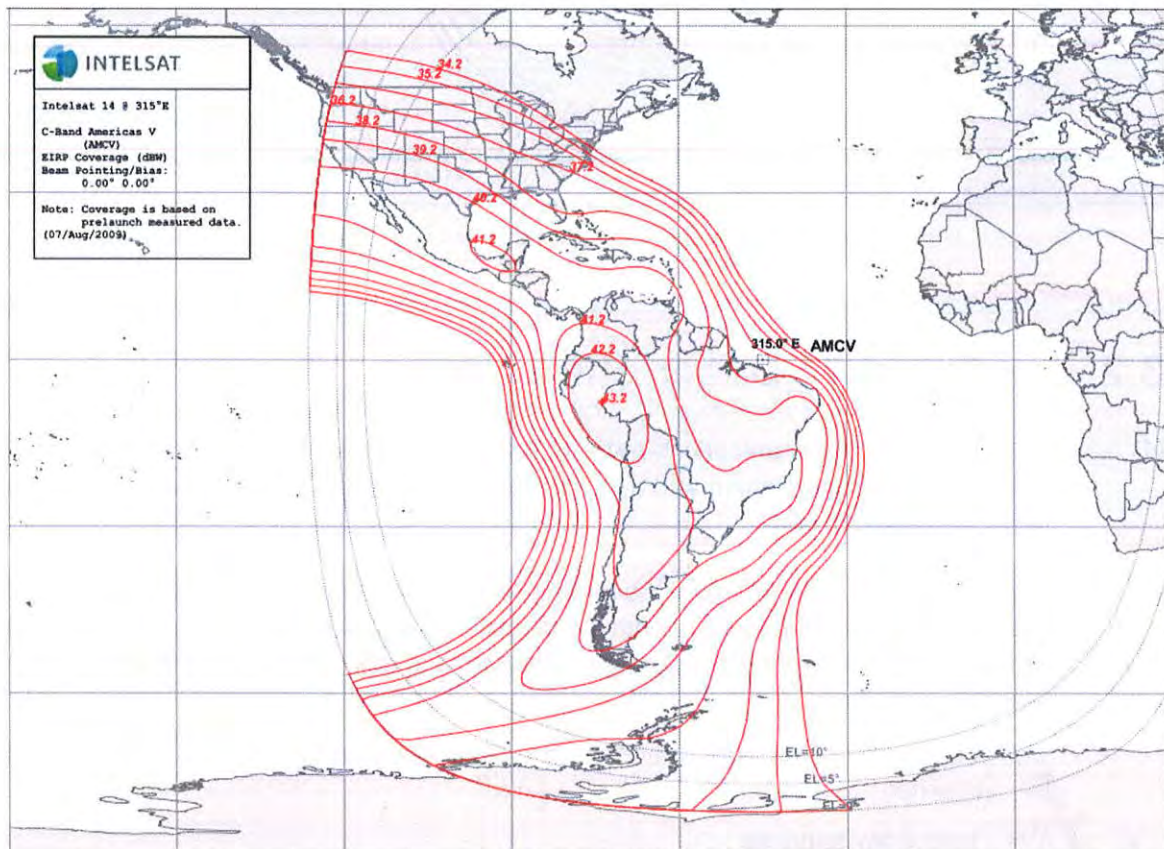 INTELSAT
Intelsat 14 @ 315°E
C-Band Americas V
(AMCV)
EIRP Coverage (dBW)
Beam Pointing/Bias:
0.00° 0.00°
Note: Coverage is based on
prelaunch measured data.
(07/Aug/2009)
34.2
35.2
36.2
38.2
39.2
37.2
40.2
41.2
41.2
42.2
315.0° E AMCV
43.2
EL=10°
EL=5°
EL=0°